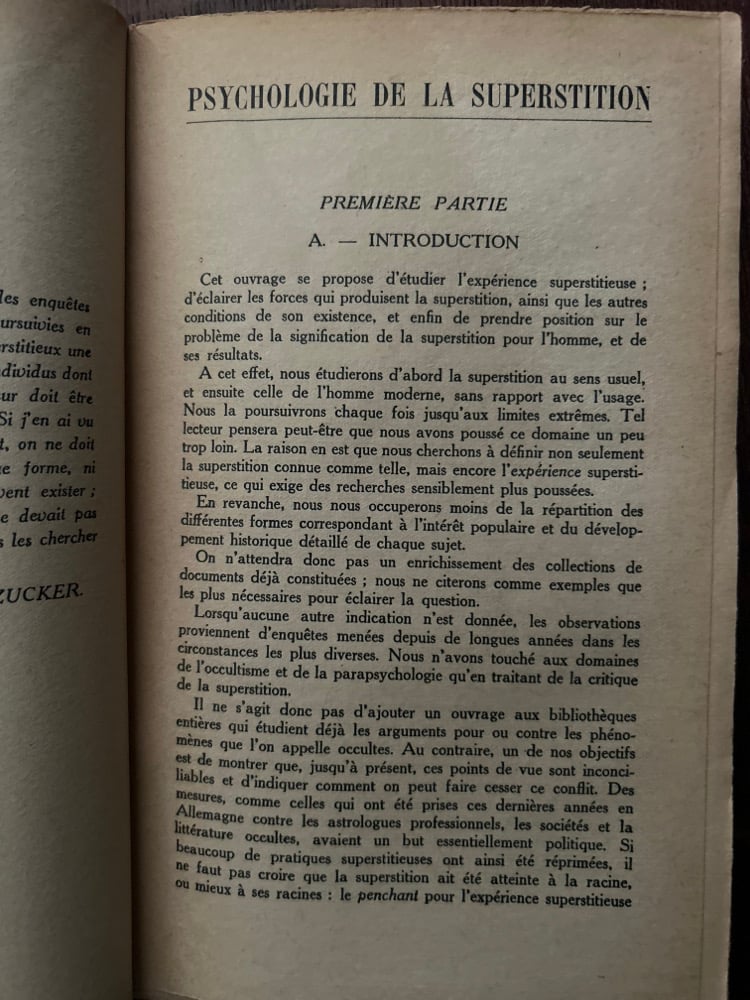 les enquêtes
en
une
dont
doit être
Si j'en ai vu
on ne doit
forme, ni
exister ;
devait pas
les chercher
ZUCKER.
PSYCHOLOGIE DE LA SUPERSTITION
PREMIÈRE PARTIE
A. — INTRODUCTION
Cet ouvrage se propose d'étudier l'expérience superstitieuse ;
d'éclairer les forces qui produisent la superstition, ainsi que les autres
conditions de son existence, et enfin de prendre position sur le
problème de la signification de la superstition pour l'homme, et de
ses résultats.
A cet effet, nous étudierons d'abord la superstition au sens usuel,
et ensuite celle de l'homme moderne, sans rapport avec l'usage.
Nous la poursuivrons chaque fois jusqu'aux limites extrêmes. Tel
lecteur pensera peut-être que nous avons poussé ce domaine un peu
trop loin. La raison en est que nous cherchons à définir non seulement
la superstition connue comme telle, mais encore l'expérience supersti-
tieuse, ce qui exige des recherches sensiblement plus poussées.
En revanche, nous nous occuperons moins de la répartition des
différentes formes correspondant à l'intérêt populaire et du dévelop-
pement historique détaillé de chaque sujet.
On n'attendra donc pas un enrichissement des collections de
documents déjà constituées ; nous ne citerons comme exemples que
les plus nécessaires pour éclairer la question.
Lorsqu'aucune autre indication n'est donnée, les observations
proviennent d'enquêtes menées depuis de longues années dans les
circonstances les plus diverses. Nous n'avons touché aux domaines
de l'occultisme et de la parapsychologie qu'en traitant de la critique
de la superstition.
Il ne s'agit donc pas d'ajouter un ouvrage aux bibliothèques
entières qui étudient déjà les arguments pour ou contre les phéno-
mènes que l'on appelle occultes. Au contraire, un de nos objectifs
est de montrer que, jusqu'à présent, ces points de vue sont inconci-
liables et d'indiquer comment on peut faire cesser ce conflit. Des
mesures, comme celles qui ont été prises ces dernières années en
Allemagne contre les astrologues professionnels, les sociétés et la
littérature occultes, avaient un but essentiellement politique. Si
beaucoup de pratiques superstitieuses ont ainsi été réprimées, il
ne faut pas croire que la superstition ait été atteinte à la racine,
ou mieux à ses racines : le penchant pour l'expérience superstitieuse